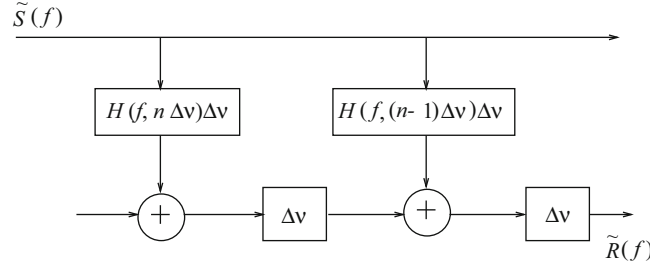 S̃(f)
H(f, n Δν)Δν
H(f, (n- 1)Δν)Δν
+
Δν
+
Δν
R̃(f)